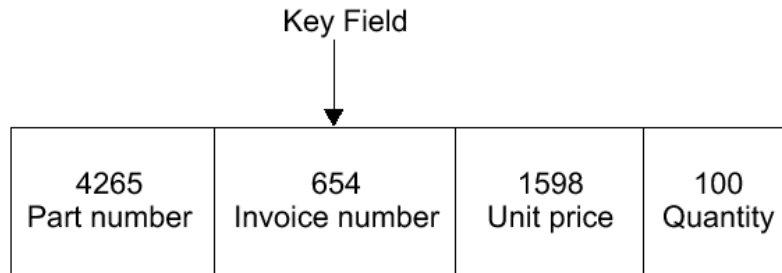 Key Field
4265 654 1598 100
Part number Invoice number Unit price Quantity